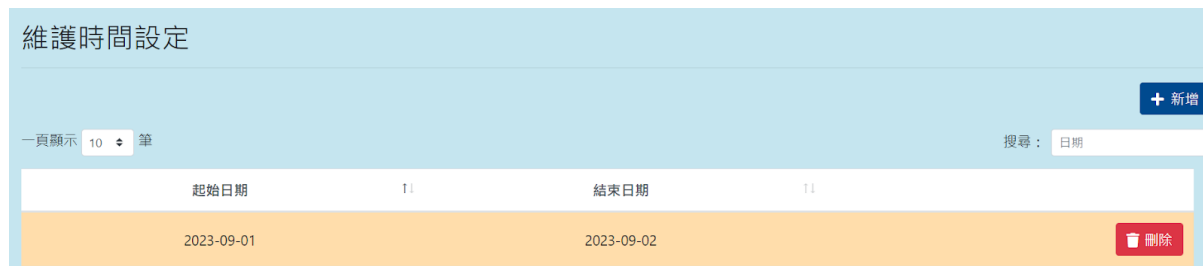 維護時間設定
新增
一頁顯示 10 筆 搜尋： 日期
起始日期 結束日期
2023-09-01 2023-09-02 刪除